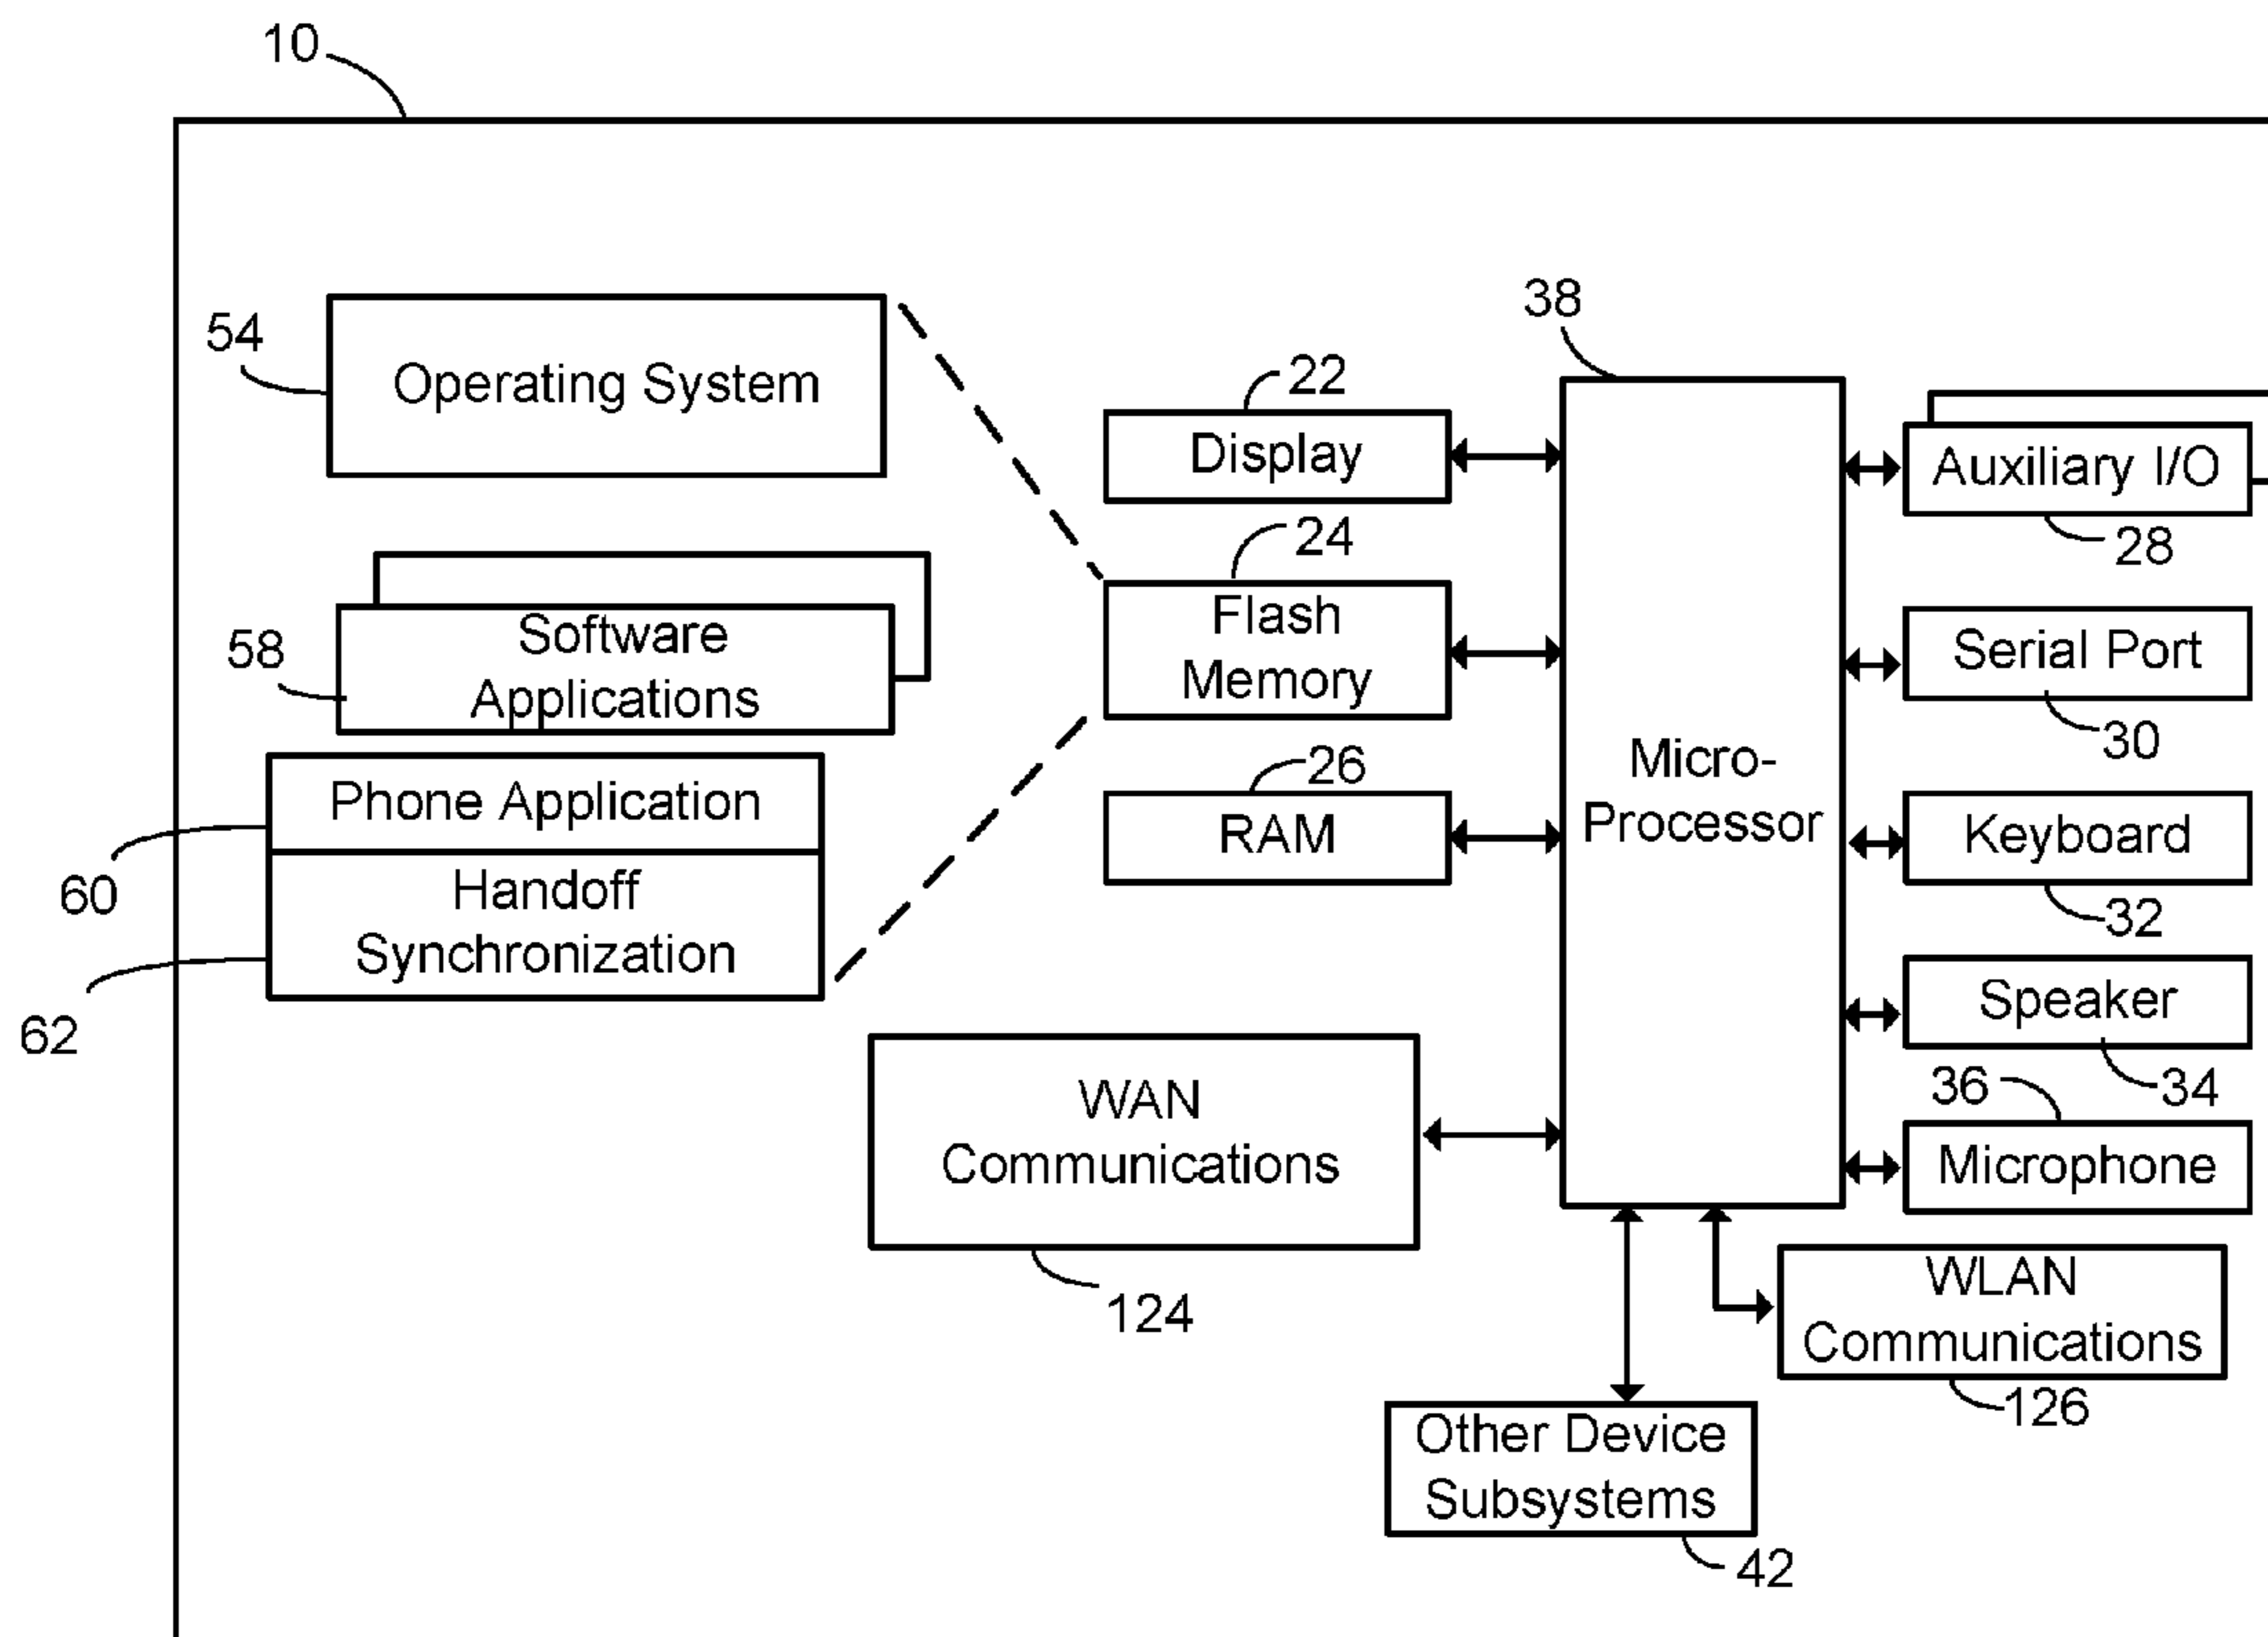 10
54
Operating System
58
Software
Applications
Phone Application
60
Handoff
Synchronization
62
22
Display
24
Flash
Memory
26
RAM
WAN
Communications
124
38
Micro-
Processor
Auxiliary I/O
28
Serial Port
30
Keyboard
32
Speaker
34
36
Microphone
WLAN
Communications
126
Other Device
Subsystems
42